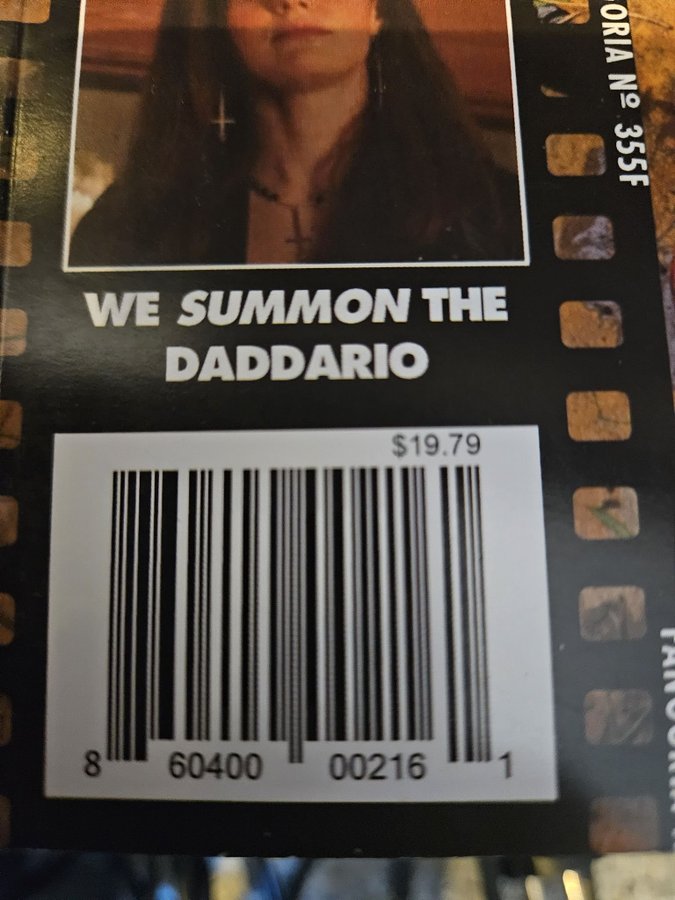 WE SUMMON THE
DADDARIO
$19.79
8 60400 00216 1
ORIA Nº 355F